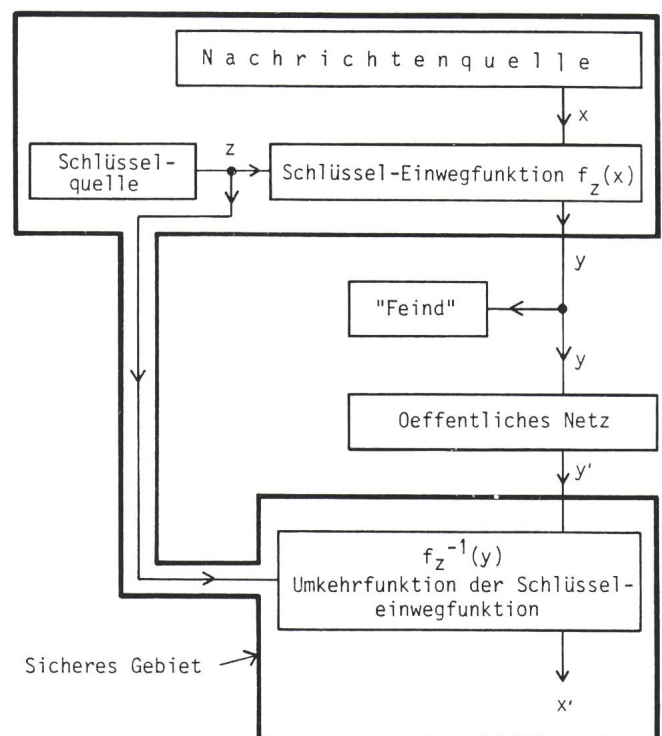 Nachrichtenquelle
x
Schlüssel-
quelle
z
Schlüssel-Einwegfunktion f_z(x)
y
"Feind"
y
Oeffentliches Netz
y'
f_z^-1(y)
Umkehrfunktion der Schlüssel-
einwegfunktion
Sicheres Gebiet
x'